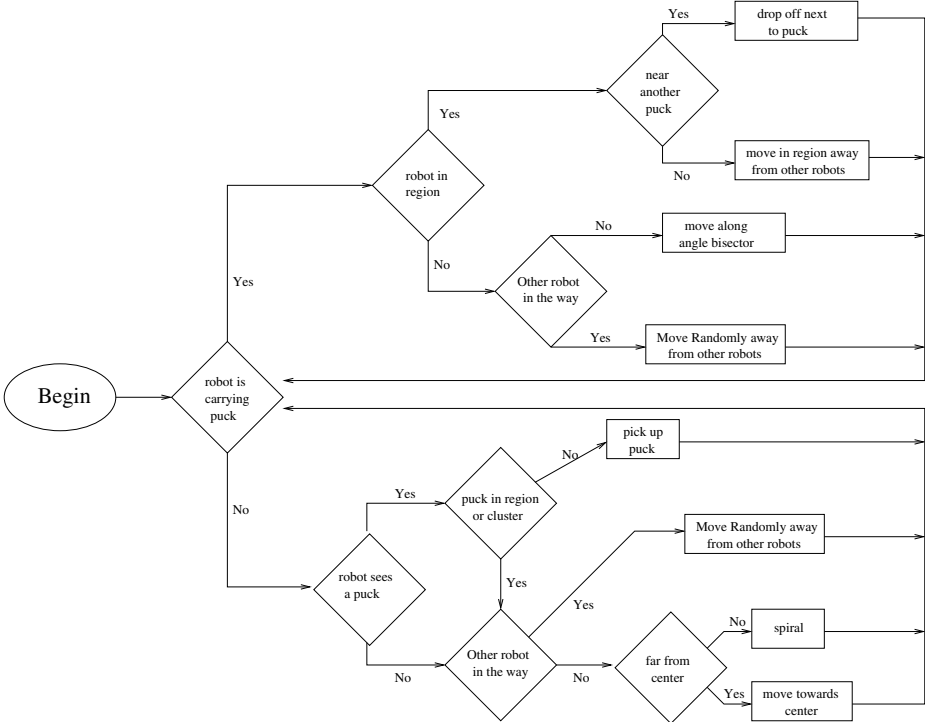 Yes
drop off next
to puck
near
another
puck
Yes
No
move in region away
from other robots
robot in
region
No
move along
angle bisector
No
Other robot
in the way
Yes
Yes
Move Randomly away
from other robots
Begin
robot is
carrying
puck
No
pick up
puck
No
Yes
puck in region
or cluster
Move Randomly away
from other robots
robot sees
a puck
Yes
Yes
No
Other robot
in the way
No
far from
center
No
spiral
Yes
move towards
center